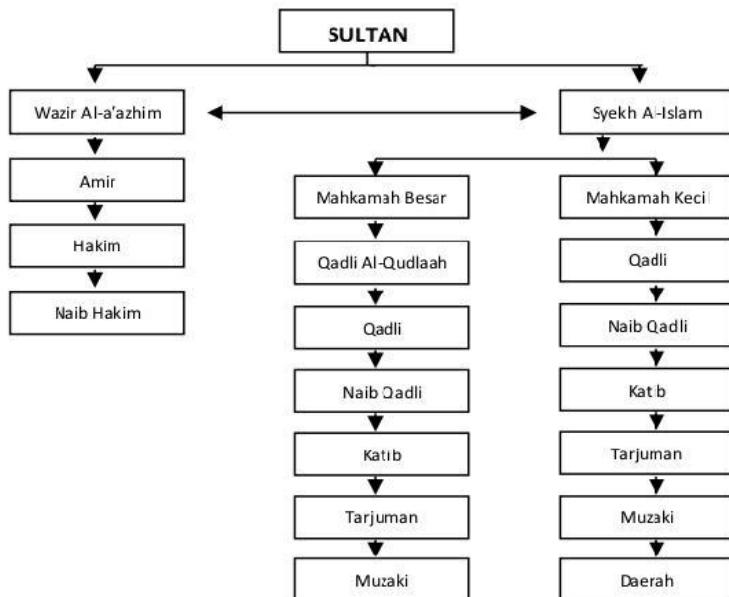 SULTAN
Wazir Al-a'azhim
Syekh Al-Islam
Amir
Mahkamah Besar
Mahkamah Kecil
Hakim
Qadli Al-Qudlaah
Qadli
Naib Hakim
Qadli
Naib Qadli
Naib Qadli
Katib
Katib
Tarjuman
Tarjuman
Muzaki
Muzaki
Daerah